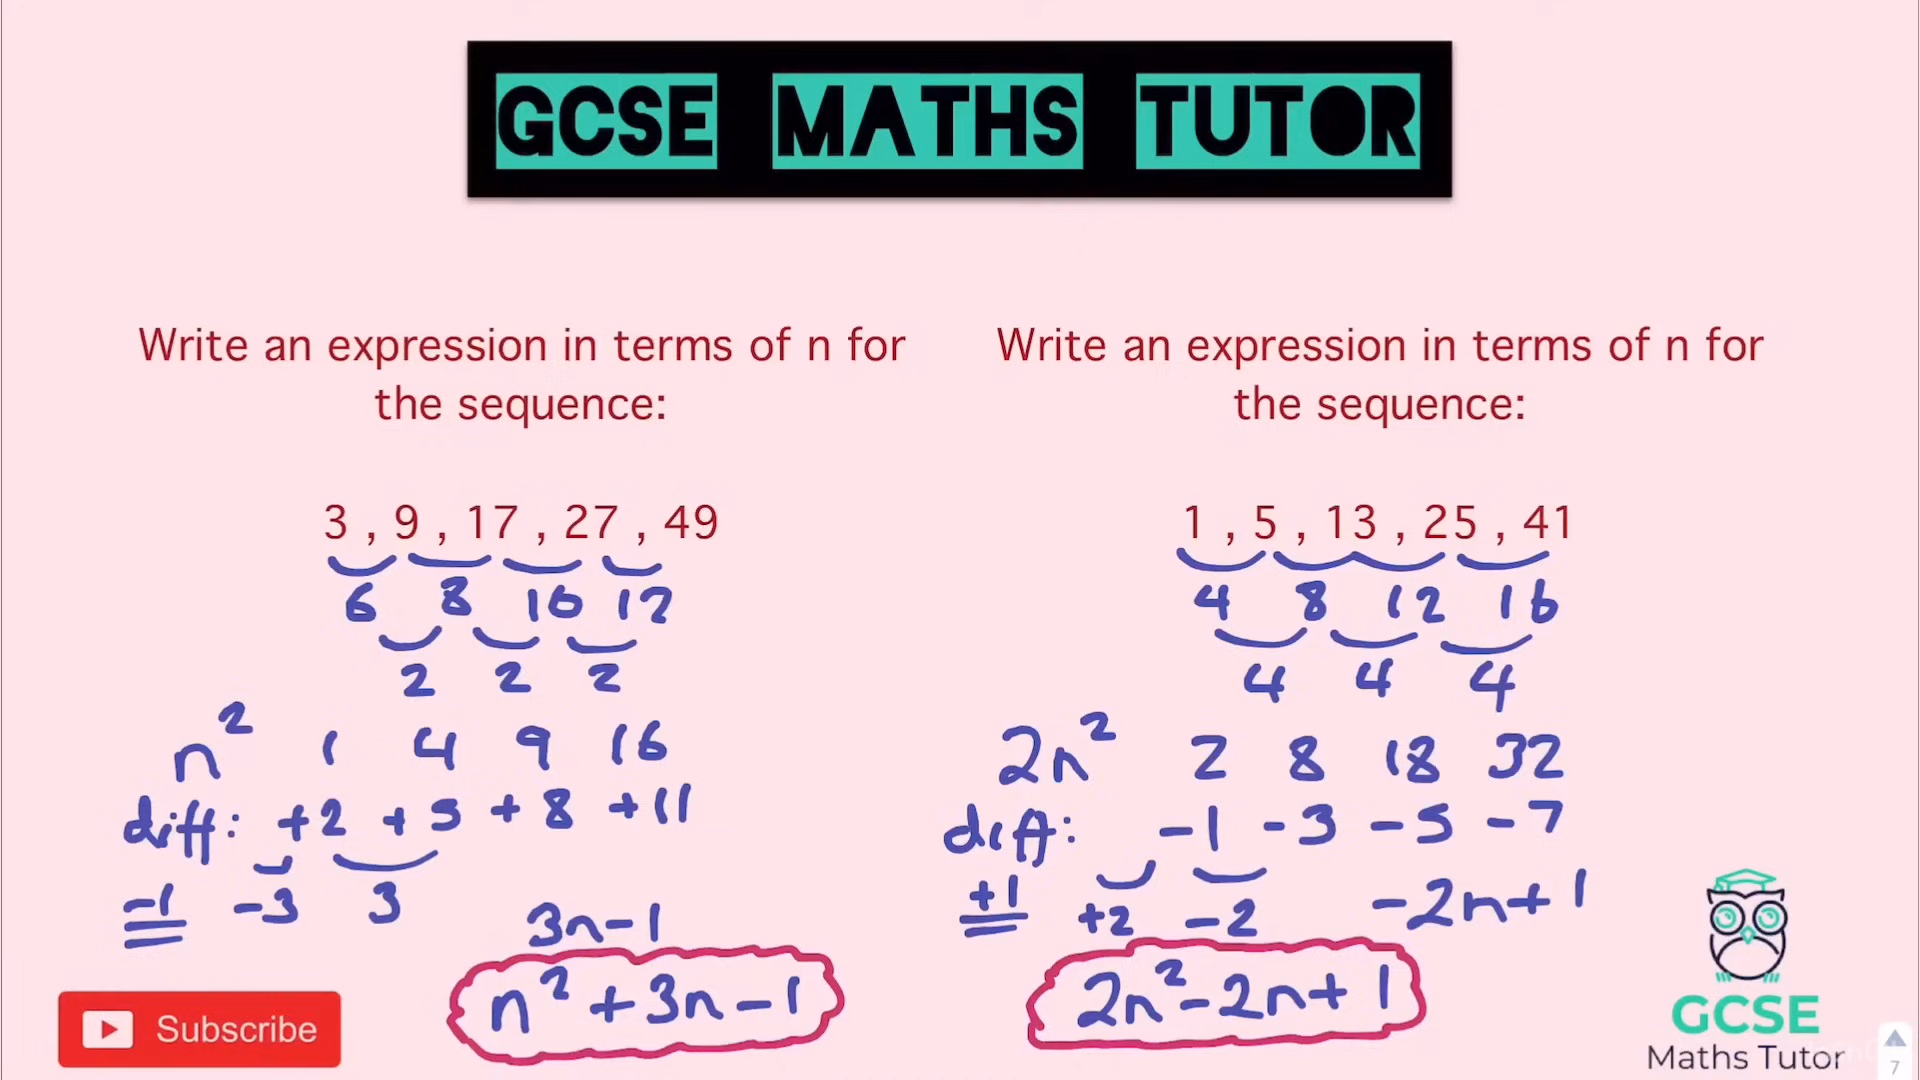 GCSE MATHS TUTOR
Write an expression in terms of n for
the sequence:
3 , 9 , 17 , 27 , 49
6 8 10 12
2 2 2
n² 1 4 9 16
diff: +2 +5 +8 +11
-1 -3 3
3n-1
n²+3n-1
Subscribe
Write an expression in terms of n for
the sequence:
1 , 5 , 13 , 25 , 41
4 8 12 16
4 4 4
2n² 2 8 18 32
diff: -1 -3 -5 -7
+1 +2 -2 -2n+1
2n²-2n+1
GCSE
Maths Tutor
7